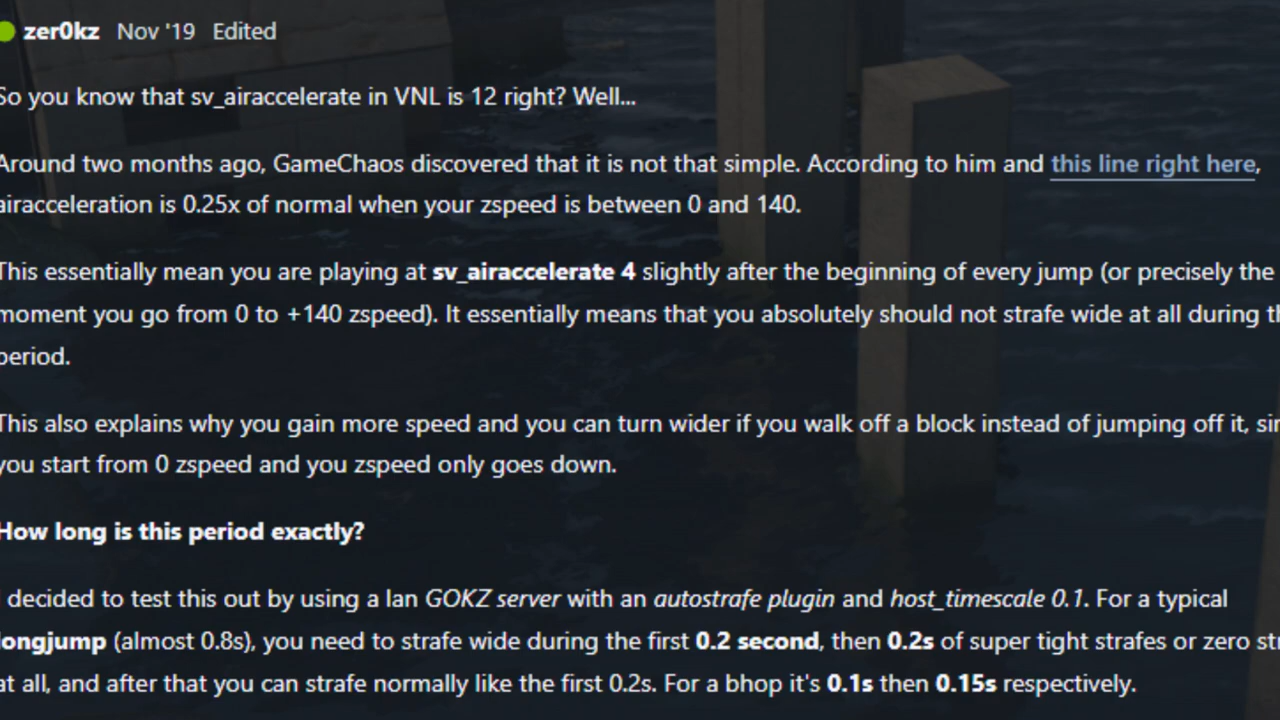 zer0kz Nov '19 Edited
So you know that sv_airaccelerate in VNL is 12 right? Well...
Around two months ago, GameChaos discovered that it is not that simple. According to him and this line right here,
airacceleration is 0.25x of normal when your zspeed is between 0 and 140.
This essentially mean you are playing at sv_airaccelerate 4 slightly after the beginning of every jump (or precisely the
moment you go from 0 to +140 zspeed). It essentially means that you absolutely should not strafe wide at all during
period.
This also explains why you gain more speed and you can turn wider if you walk off a block instead of jumping off it,
you start from 0 zspeed and you zspeed only goes down.
How long is this period exactly?
I decided to test this out by using a lan GOKZ server with an autostrafe plugin and host_timescale 0.1. For a typical
longjump (almost 0.8s), you need to strafe wide during the first 0.2 second, then 0.2s of super tight strafes or zero
at all, and after that you can strafe normally like the first 0.2s. For a bhop it's 0.1s then 0.15s respectively.